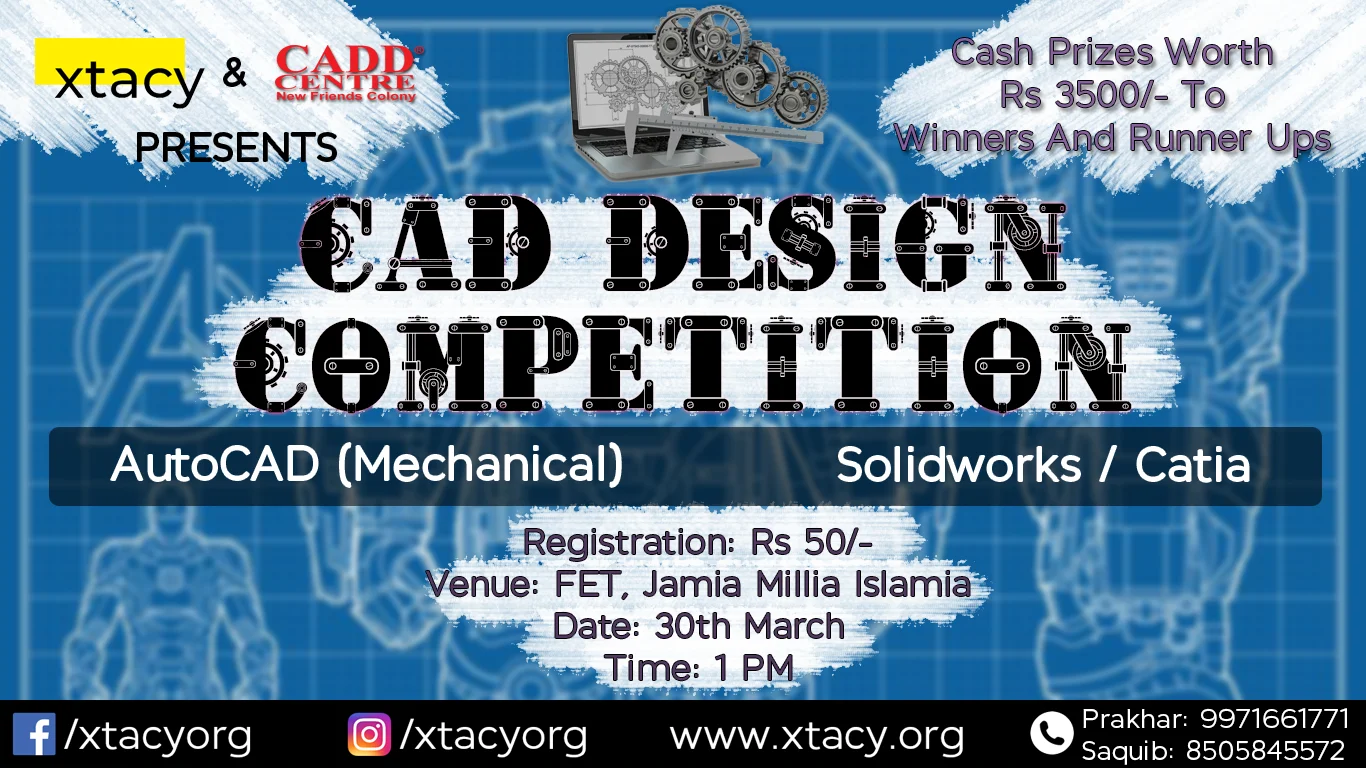 xtacy & CADD CENTRE®
New Friends Colony
PRESENTS
Cash Prizes Worth
Rs 3500/- To
Winners And Runner Ups
CAD DESIGN
COMPETITION
AutoCAD (Mechanical) Solidworks / Catia
Registration: Rs 50/-
Venue: FET, Jamia Millia Islamia
Date: 30th March
Time: 1 PM
/xtacyorg /xtacyorg www.xtacy.org
Prakhar: 9971661771
Saquib: 8505845572